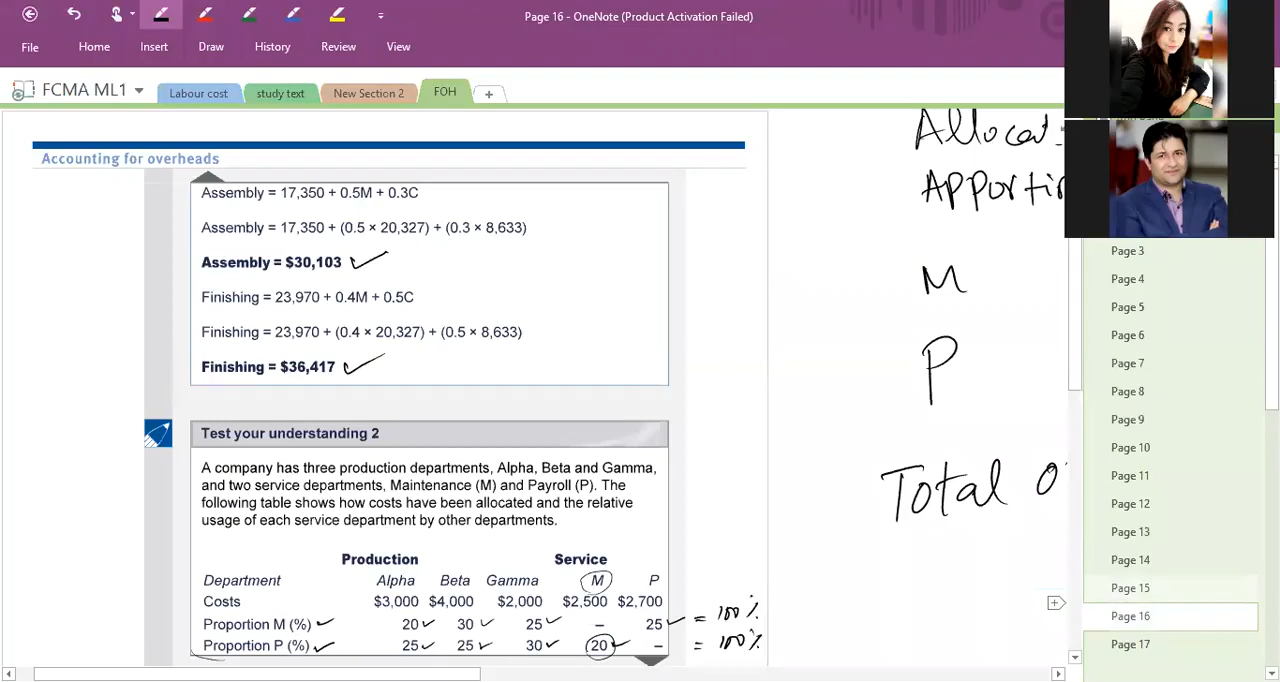 Page 16 - OneNote (Product Activation Failed)
File Home Insert Draw History Review View
FCMA ML1 Labour cost study text New Section 2 FOH +
Accounting for overheads
Assembly = 17,350 + 0.5M + 0.3C
Assembly = 17,350 + (0.5 × 20,327) + (0.3 × 8,633)
Assembly = $30,103
Finishing = 23,970 + 0.4M + 0.5C
Finishing = 23,970 + (0.4 × 20,327) + (0.5 × 8,633)
Finishing = $36,417
Test your understanding 2
A company has three production departments, Alpha, Beta and Gamma,
and two service departments, Maintenance (M) and Payroll (P). The
following table shows how costs have been allocated and the relative
usage of each service department by other departments.
Production Service
Department Alpha Beta Gamma M P
Costs $3,000 $4,000 $2,000 $2,500 $2,700
Proportion M (%) 20 30 25 – 25 = 100%
Proportion P (%) 25 25 30 20 – = 100%
Allocat
Apporti
M
P
Total O
Page 3
Page 4
Page 5
Page 6
Page 7
Page 8
Page 9
Page 10
Page 11
Page 12
Page 13
Page 14
Page 15
Page 16
Page 17